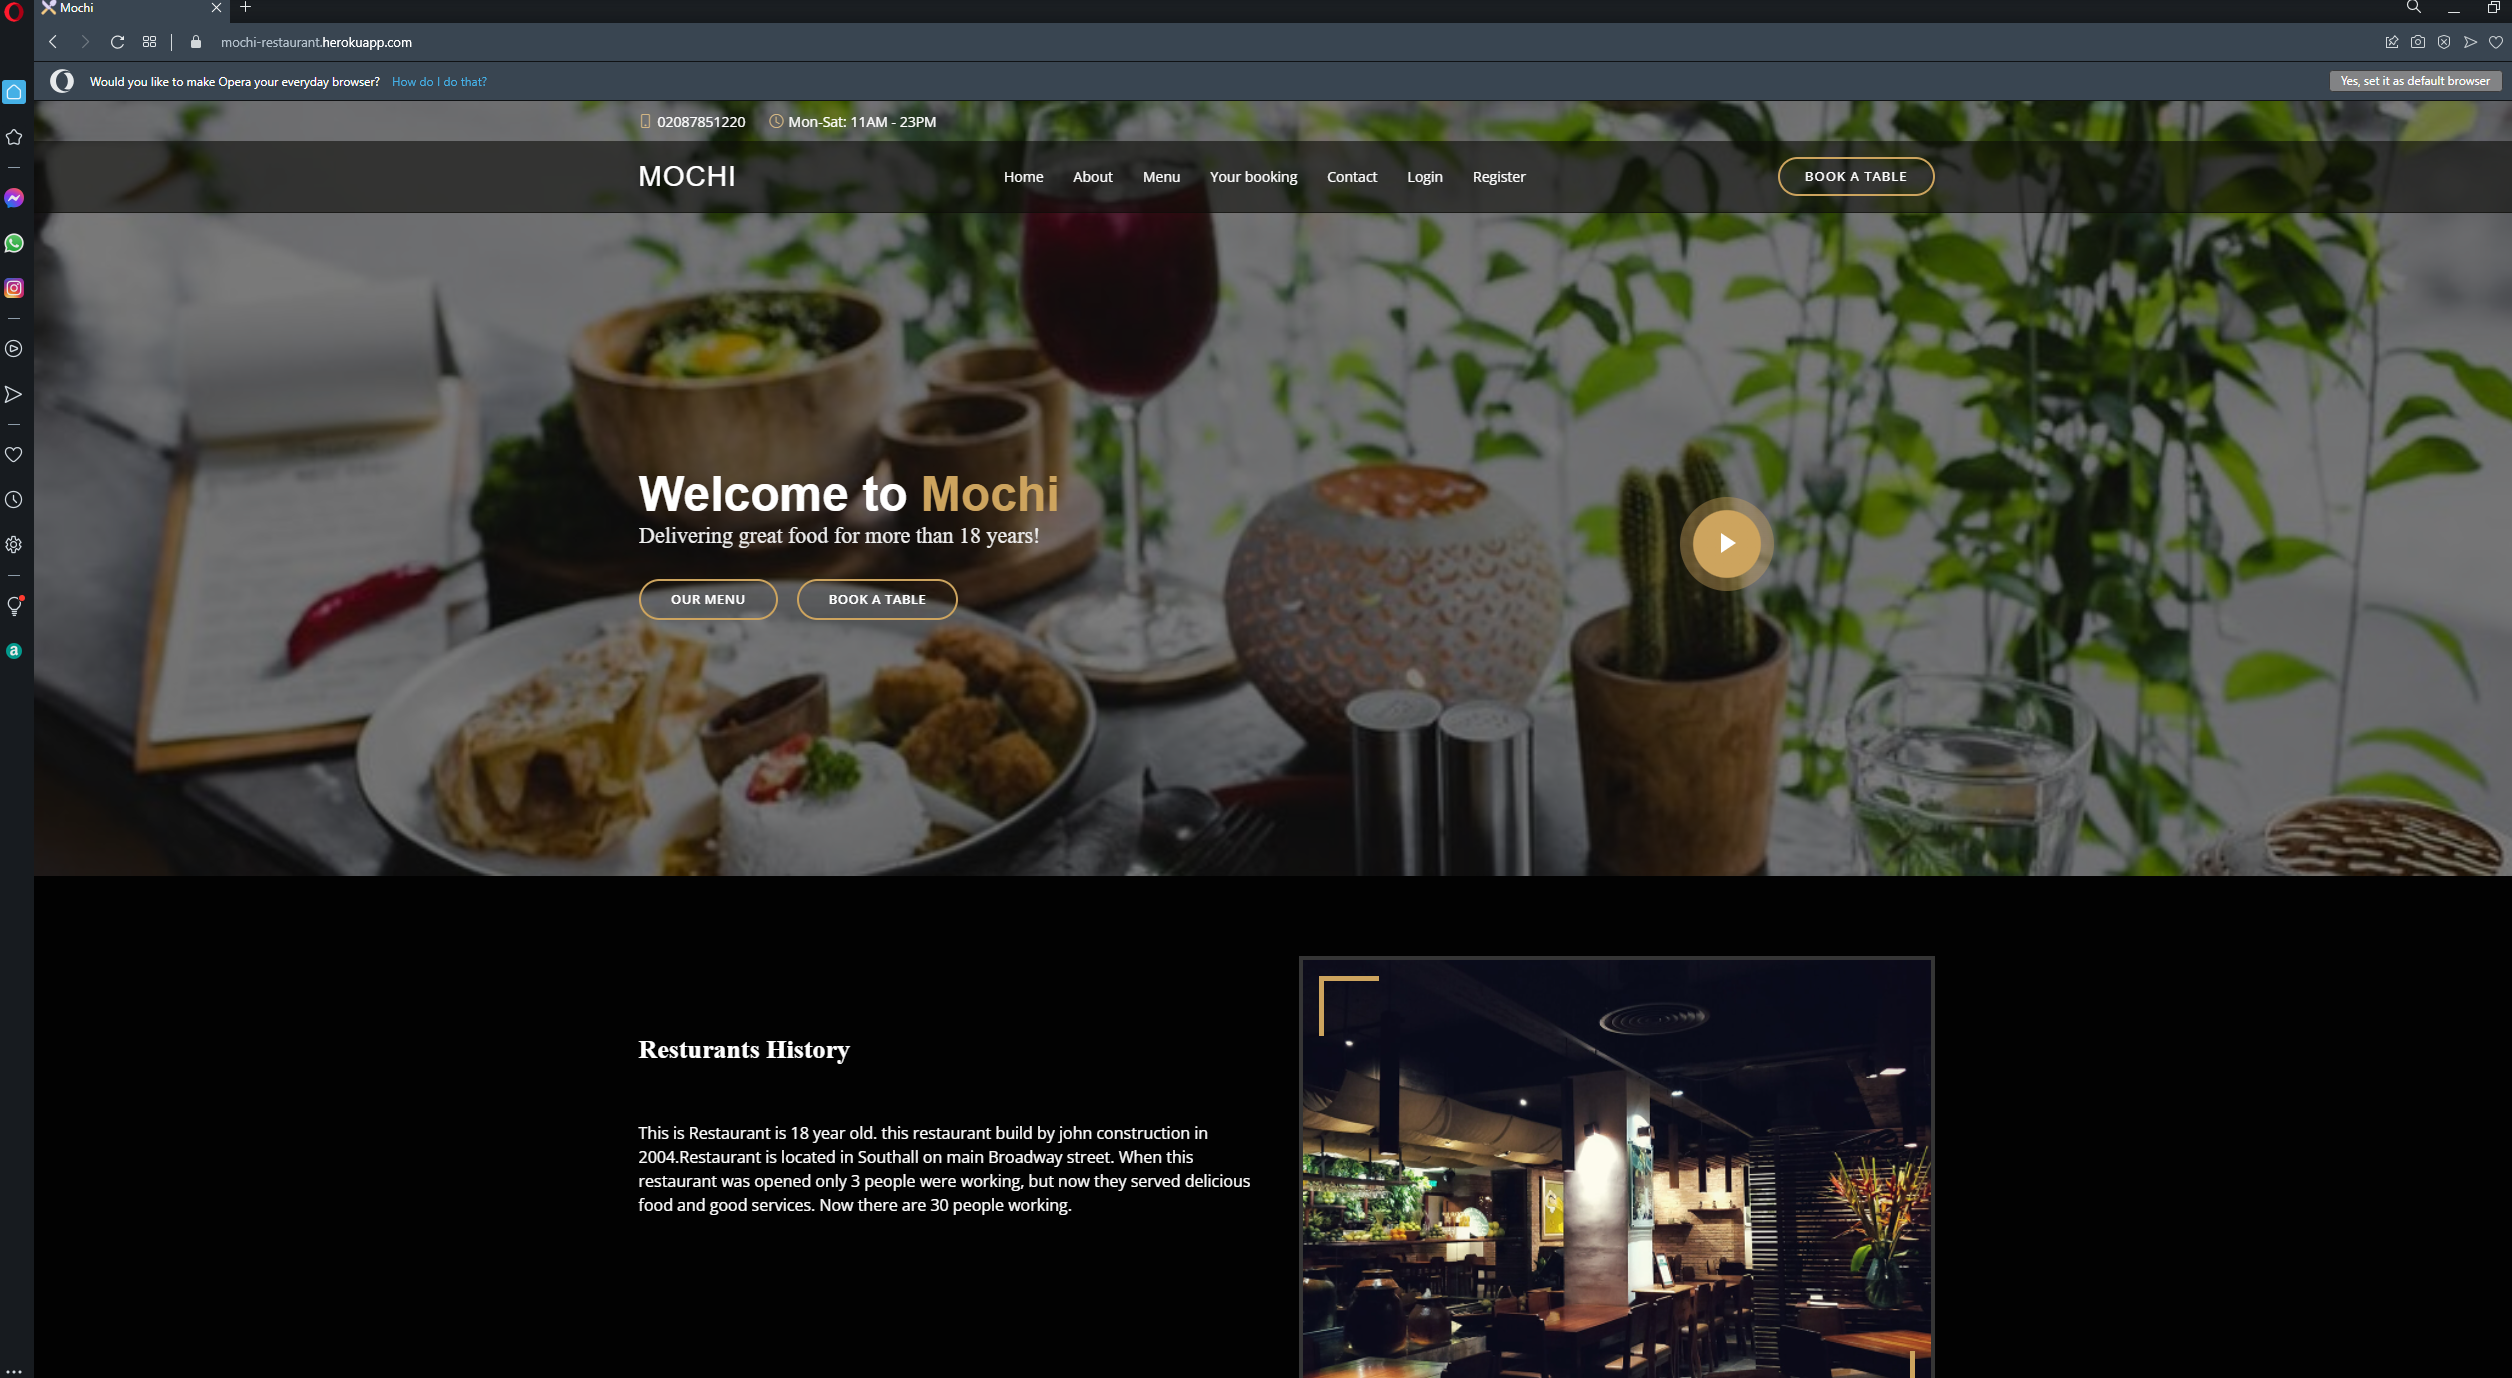 Mochi
mochi-restaurant.herokuapp.com
Would you like to make Opera your everyday browser? How do I do that?
Yes, set it as default browser
02087851220 Mon-Sat: 11AM - 23PM
MOCHI
Home About Menu Your booking Contact Login Register
BOOK A TABLE
Welcome to Mochi
Delivering great food for more than 18 years!
OUR MENU BOOK A TABLE
Resturants History
This is Restaurant is 18 year old. this restaurant build by john construction in
2004.Restaurant is located in Southall on main Broadway street. When this
restaurant was opened only 3 people were working, but now they served delicious
food and good services. Now there are 30 people working.